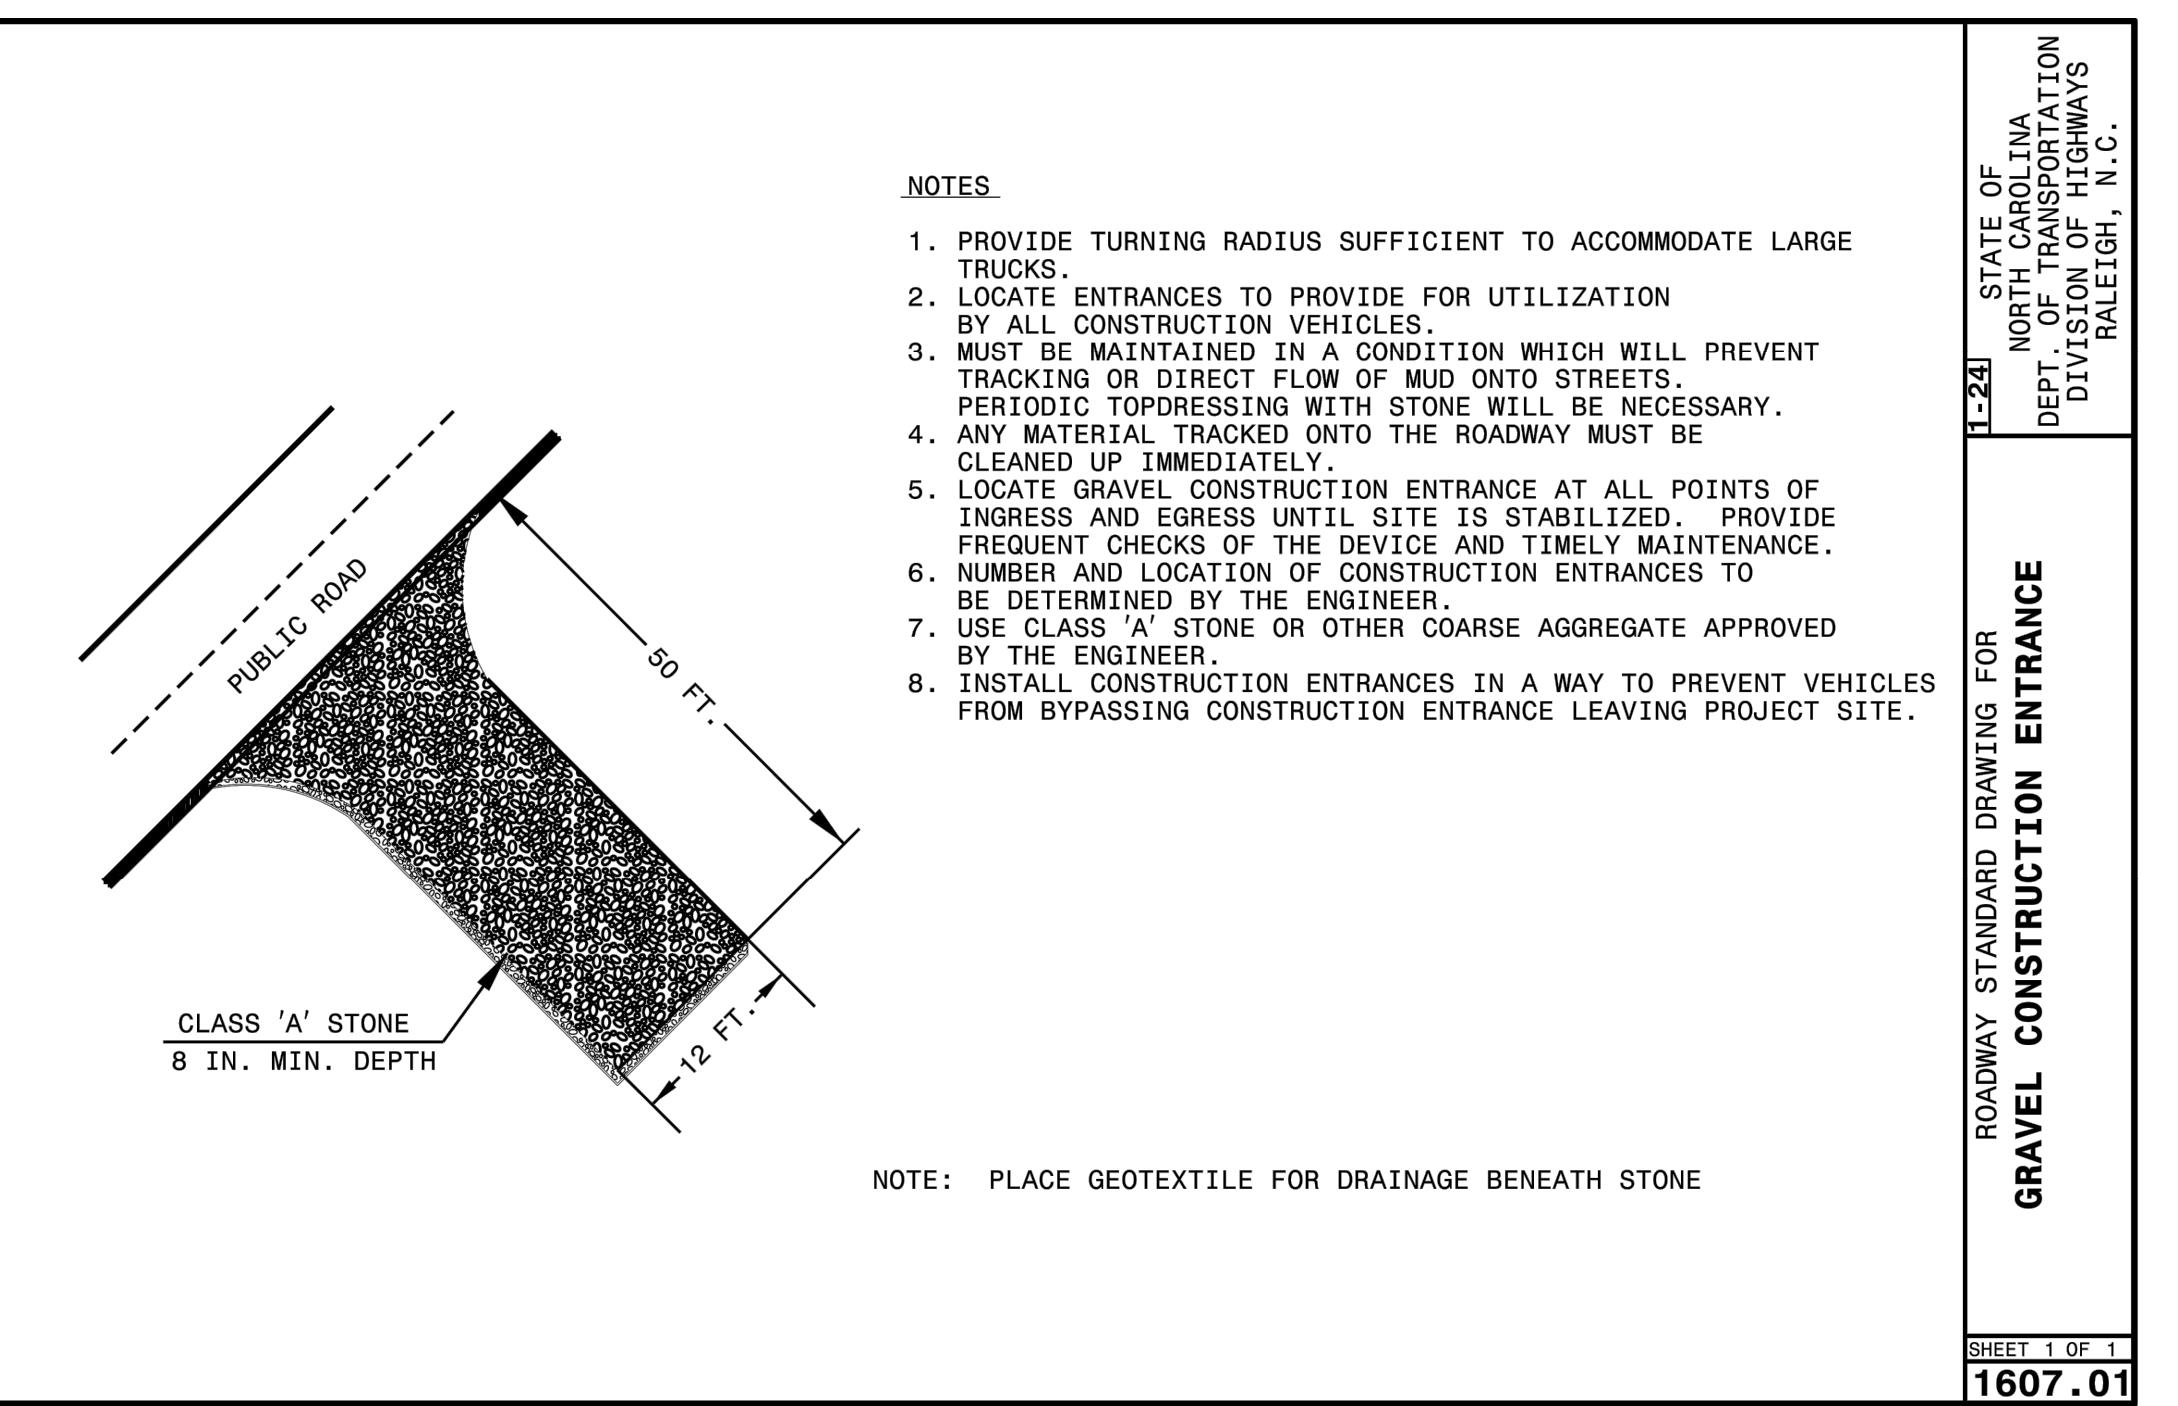 NOTES
1. PROVIDE TURNING RADIUS SUFFICIENT TO ACCOMMODATE LARGE
TRUCKS.
2. LOCATE ENTRANCES TO PROVIDE FOR UTILIZATION
BY ALL CONSTRUCTION VEHICLES.
3. MUST BE MAINTAINED IN A CONDITION WHICH WILL PREVENT
TRACKING OR DIRECT FLOW OF MUD ONTO STREETS.
PERIODIC TOPDRESSING WITH STONE WILL BE NECESSARY.
4. ANY MATERIAL TRACKED ONTO THE ROADWAY MUST BE
CLEANED UP IMMEDIATELY.
5. LOCATE GRAVEL CONSTRUCTION ENTRANCE AT ALL POINTS OF
INGRESS AND EGRESS UNTIL SITE IS STABILIZED. PROVIDE
FREQUENT CHECKS OF THE DEVICE AND TIMELY MAINTENANCE.
6. NUMBER AND LOCATION OF CONSTRUCTION ENTRANCES TO
BE DETERMINED BY THE ENGINEER.
7. USE CLASS 'A' STONE OR OTHER COARSE AGGREGATE APPROVED
BY THE ENGINEER.
8. INSTALL CONSTRUCTION ENTRANCES IN A WAY TO PREVENT VEHICLES
FROM BYPASSING CONSTRUCTION ENTRANCE LEAVING PROJECT SITE.
PUBLIC ROAD
50 FT.
12 FT.
CLASS 'A' STONE
8 IN. MIN. DEPTH
NOTE: PLACE GEOTEXTILE FOR DRAINAGE BENEATH STONE
1-24
STATE OF
NORTH CAROLINA
DEPT. OF TRANSPORTATION
DIVISION OF HIGHWAYS
RALEIGH, N.C.
ROADWAY STANDARD DRAWING FOR
GRAVEL CONSTRUCTION ENTRANCE
SHEET 1 OF 1
1607.01